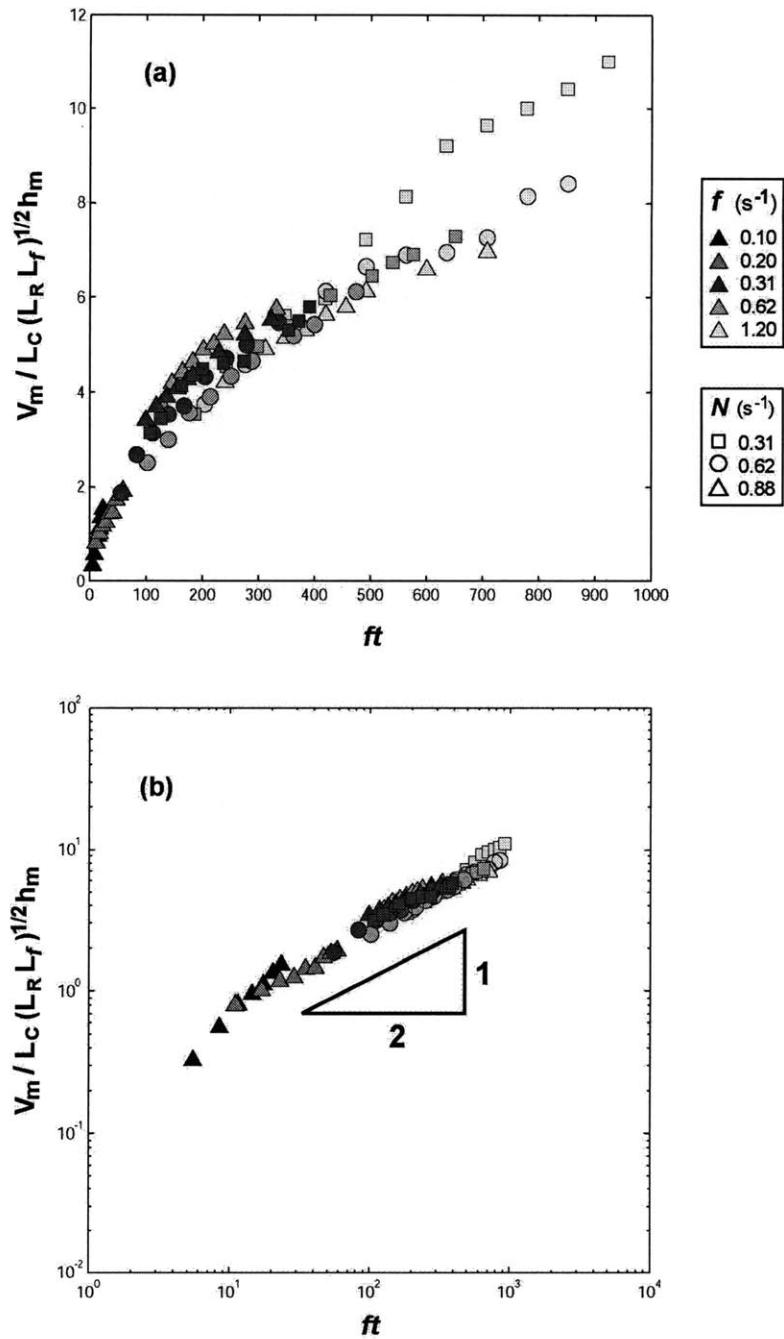 (a)
12
10
8
6
4
2
0
V_m / L_C (L_R L_f)^1/2 h_m
0 100 200 300 400 500 600 700 800 900 1000
ft
f (s⁻¹)
0.10
0.20
0.31
0.62
1.20
N (s⁻¹)
0.31
0.62
0.88
(b)
10²
10¹
10⁰
10⁻¹
10⁻²
V_m / L_C (L_R L_f)^1/2 h_m
1
2
10⁰ 10¹ 10² 10³ 10⁴
ft